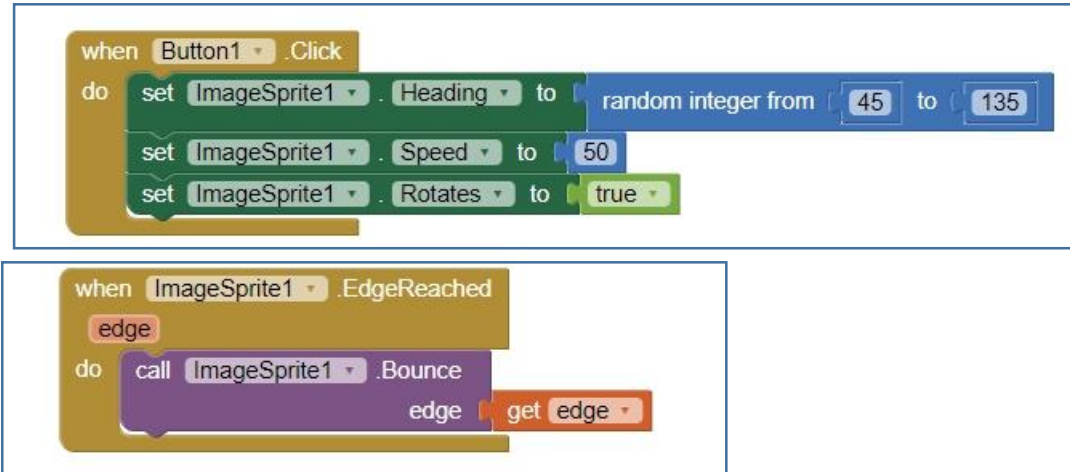 when Button1 .Click
do set ImageSprite1 . Heading to random integer from 45 to 135
set ImageSprite1 . Speed to 50
set ImageSprite1 . Rotates to true
when ImageSprite1 .EdgeReached
edge
do call ImageSprite1 .Bounce
edge get edge